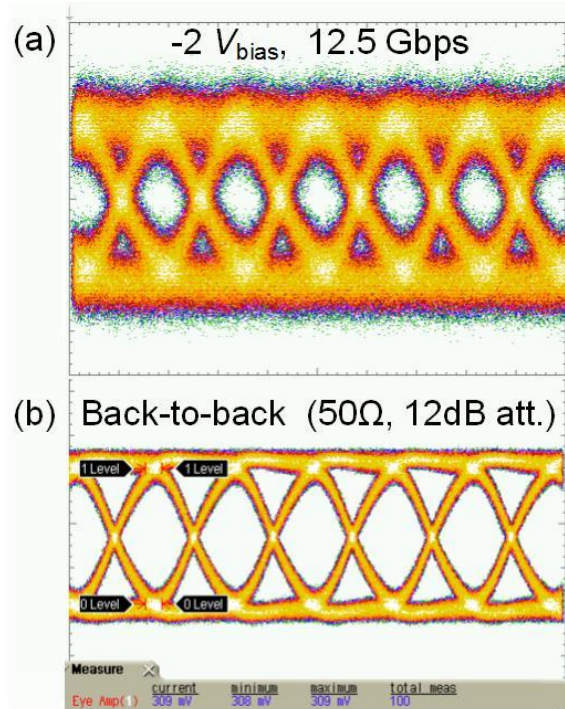 (a) -2 Vbias, 12.5 Gbps
(b) Back-to-back (50Ω, 12dB att.)
1 Level 1 Level
0 Level 0 Level
Measure
current minimum maximum total meas
Eye Amp(1) 309 mV 308 mV 309 mV 100